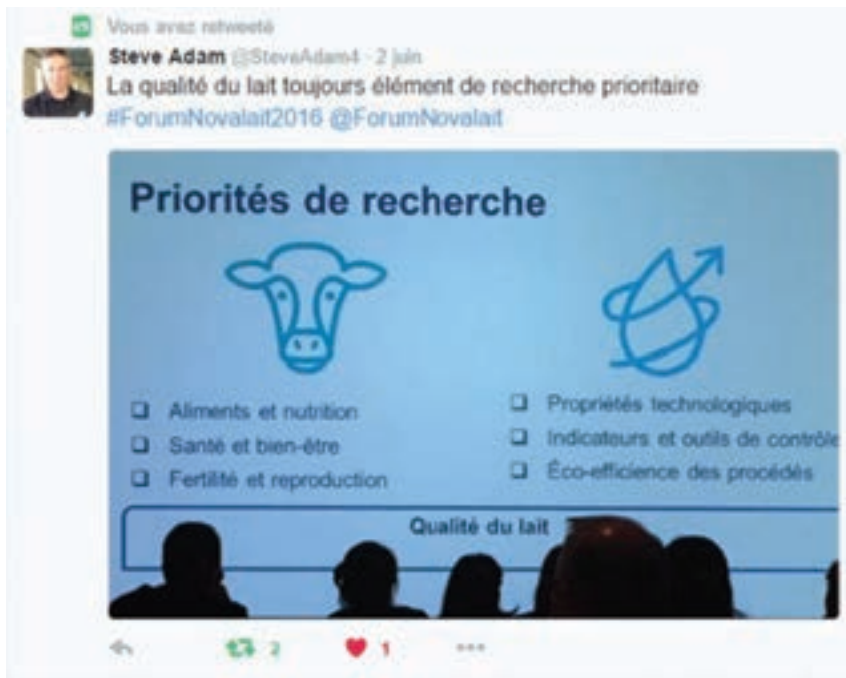 Vous avez retweeté
Steve Adam @SteveAdam4 · 2 juin
La qualité du lait toujours élément de recherche prioritaire
#ForumNovalait2016 @ForumNovalait
Priorités de recherche
❑ Aliments et nutrition
❑ Santé et bien-être
❑ Fertilité et reproduction
❑ Propriétés technologiques
❑ Indicateurs et outils de contrôle
❑ Éco-efficience des procédés
Qualité du lait
2 1